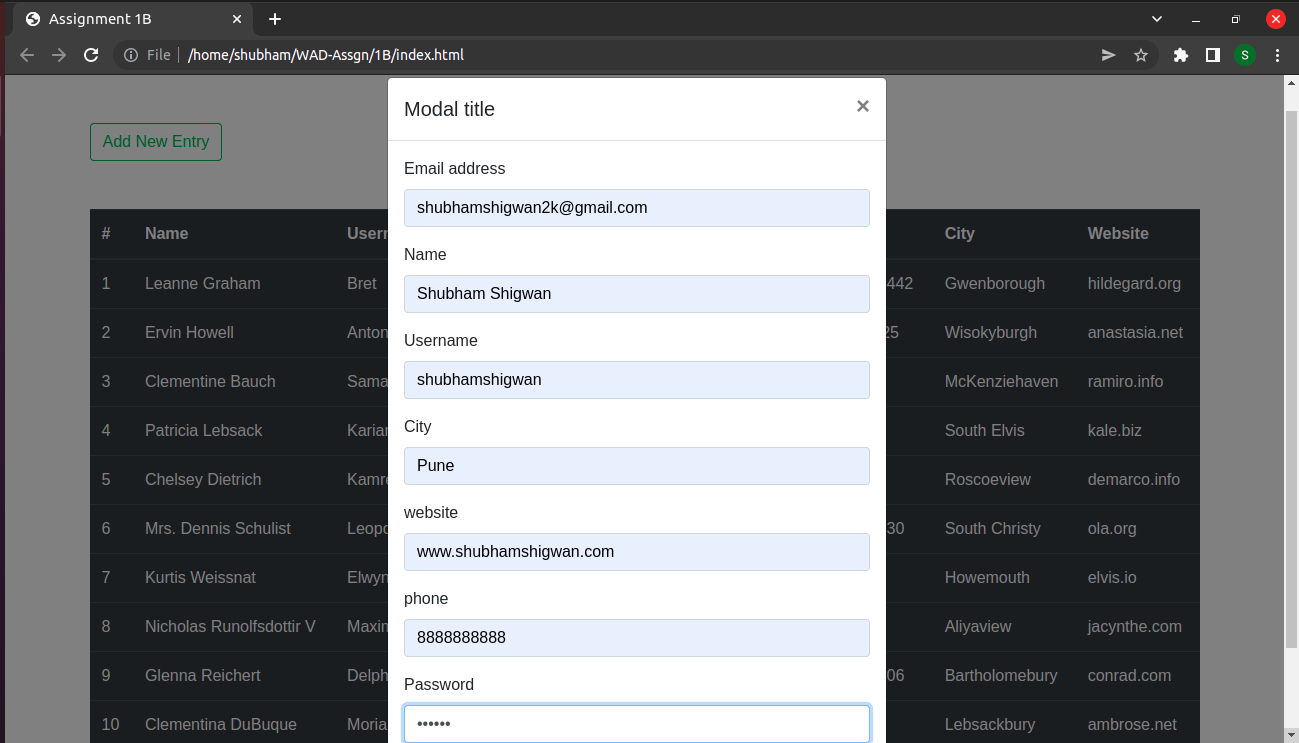 Assignment 1B
File /home/shubham/WAD-Assgn/1B/index.html
S
Modal title
Add New Entry
Email address
shubhamshigwan2k@gmail.com
Name
Shubham Shigwan
Username
shubhamshigwan
City
Pune
website
www.shubhamshigwan.com
phone
8888888888
Password
••••••
# Name Usern City Website
1 Leanne Graham Bret 442 Gwenborough hildegard.org
2 Ervin Howell Anton 25 Wisokyburgh anastasia.net
3 Clementine Bauch Sama McKenziehaven ramiro.info
4 Patricia Lebsack Karian South Elvis kale.biz
5 Chelsey Dietrich Kamre Roscoeview demarco.info
6 Mrs. Dennis Schulist Leopo 30 South Christy ola.org
7 Kurtis Weissnat Elwyn Howemouth elvis.io
8 Nicholas Runolfsdottir V Maxim Aliyaview jacynthe.com
9 Glenna Reichert Delph 06 Bartholomebury conrad.com
10 Clementina DuBuque Moria Lebsackbury ambrose.net